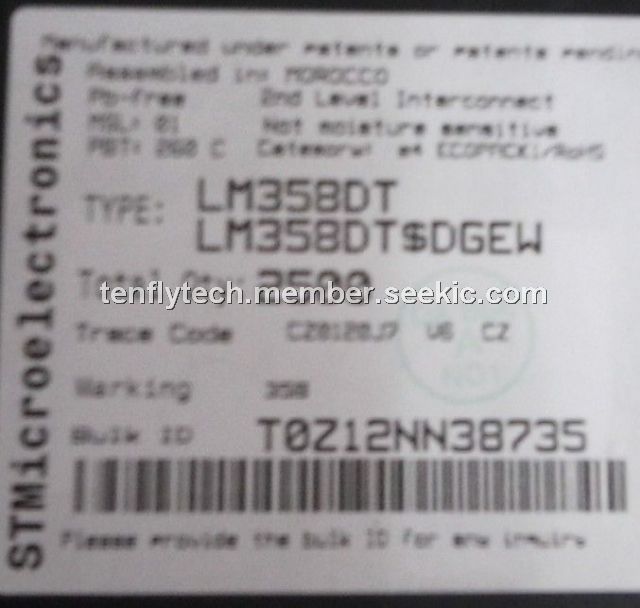 Manufactured under patents or patents pending
STMicroelectronics
Assembled in: MOROCCO
Pb-free 2nd Level Interconnect
MSL: 01 Not moisture sensitive
PBT: 260 C Category: e4 ECOPACK1/RoHS
TYPE: LM358DT
LM358DT$DGEW
Total Qty: 2500
tenflytech.member.seekic.com
Trace Code CZ0120J7 V6 CZ
Marking 358
Bulk ID T0Z12NN38735
Please provide the bulk ID for any inquiry